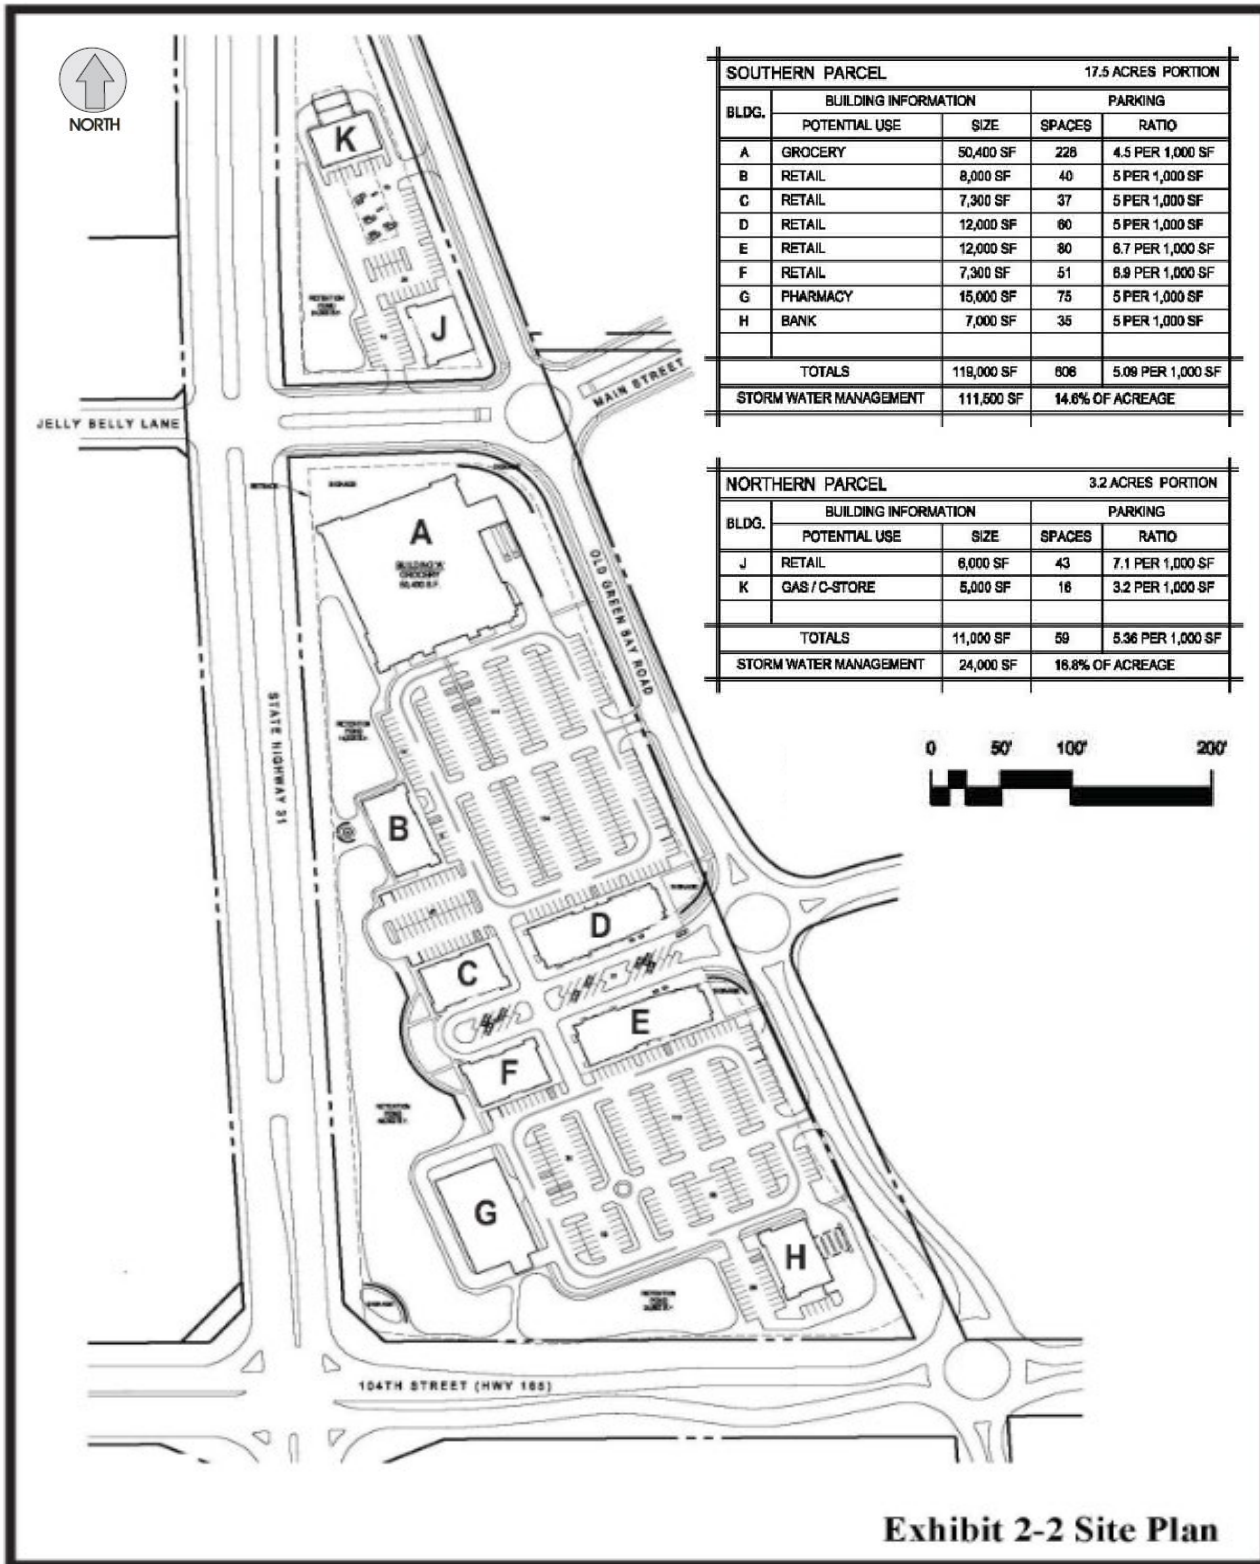 NORTH
SOUTHERN PARCEL 17.5 ACRES PORTION
BLDG. BUILDING INFORMATION PARKING
POTENTIAL USE SIZE SPACES RATIO
A GROCERY 50,400 SF 228 4.5 PER 1,000 SF
B RETAIL 8,000 SF 40 5 PER 1,000 SF
C RETAIL 7,300 SF 37 5 PER 1,000 SF
D RETAIL 12,000 SF 60 5 PER 1,000 SF
E RETAIL 12,000 SF 80 6.7 PER 1,000 SF
F RETAIL 7,300 SF 51 6.9 PER 1,000 SF
G PHARMACY 15,000 SF 75 5 PER 1,000 SF
H BANK 7,000 SF 35 5 PER 1,000 SF
TOTALS 119,000 SF 606 5.09 PER 1,000 SF
STORM WATER MANAGEMENT 111,500 SF 14.6% OF ACREAGE
NORTHERN PARCEL 3.2 ACRES PORTION
BLDG. BUILDING INFORMATION PARKING
POTENTIAL USE SIZE SPACES RATIO
J RETAIL 6,000 SF 43 7.1 PER 1,000 SF
K GAS / C-STORE 5,000 SF 16 3.2 PER 1,000 SF
TOTALS 11,000 SF 59 5.36 PER 1,000 SF
STORM WATER MANAGEMENT 24,000 SF 16.8% OF ACREAGE
0 50' 100' 200'
K
J
MAIN STREET
JELLY BELLY LANE
A
BUILDING 'A'
GROCERY
50,400 S.F.
OLD GREEN BAY ROAD
STATE HIGHWAY 31
B
D
C
E
F
G
H
104TH STREET (HWY 165)
Exhibit 2-2 Site Plan